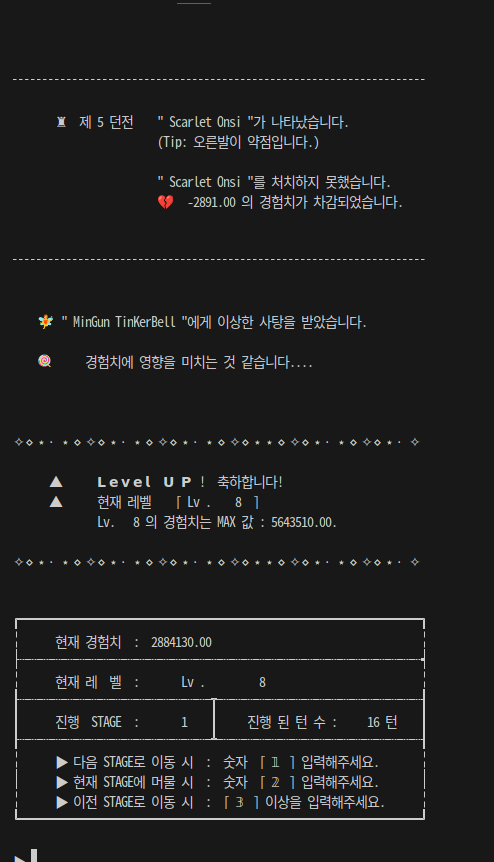 ♜ 제 5 던전 " Scarlet Onsi "가 나타났습니다.
(Tip: 오른발이 약점입니다.)
" Scarlet Onsi "를 처치하지 못했습니다.
💔 -2891.00 의 경험치가 차감되었습니다.
🧚 " MinGun TinKerBell "에게 이상한 사탕을 받았습니다.
🍭 경험치에 영향을 미치는 것 같습니다....
▲ Level UP ! 축하합니다!
▲ 현재 레벨 「 Lv . 8 」
Lv. 8 의 경험치는 MAX 값 : 5643510.00.
현재 경험치 : 2884130.00
현재 레 벨 : Lv . 8
진행 STAGE : 1 진행 된 턴 수 : 16 턴
▶ 다음 STAGE로 이동 시 : 숫자 「 1 」 입력해주세요.
▶ 현재 STAGE에 머물 시 : 숫자 「 2 」 입력해주세요.
▶ 이전 STAGE로 이동 시 : 「 3 」 이상을 입력해주세요.
▶